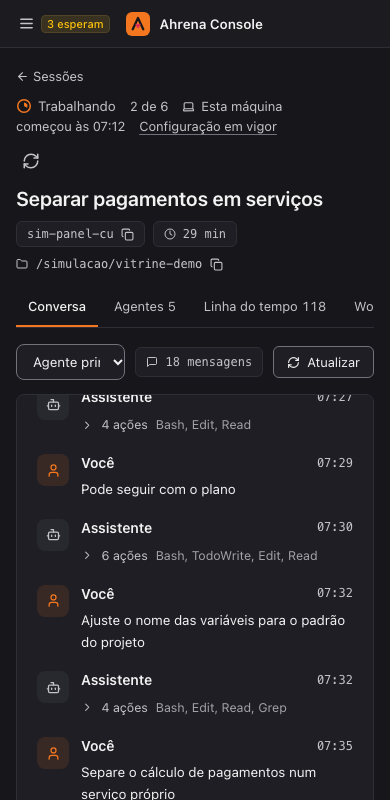 3 esperam
Ahrena Console
Sessões
Trabalhando 2 de 6 Esta máquina
começou às 07:12 Configuração em vigor
Separar pagamentos em serviços
sim-panel-cu 29 min
/simulacao/vitrine-demo
Conversa Agentes 5 Linha do tempo 118 Wo
Agente prin 18 mensagens Atualizar
Assistente 07:27
4 ações Bash, Edit, Read
Você 07:29
Pode seguir com o plano
Assistente 07:30
6 ações Bash, TodoWrite, Edit, Read
Você 07:32
Ajuste o nome das variáveis para o padrão
do projeto
Assistente 07:32
4 ações Bash, Edit, Read, Grep
Você 07:35
Separe o cálculo de pagamentos num
serviço próprio